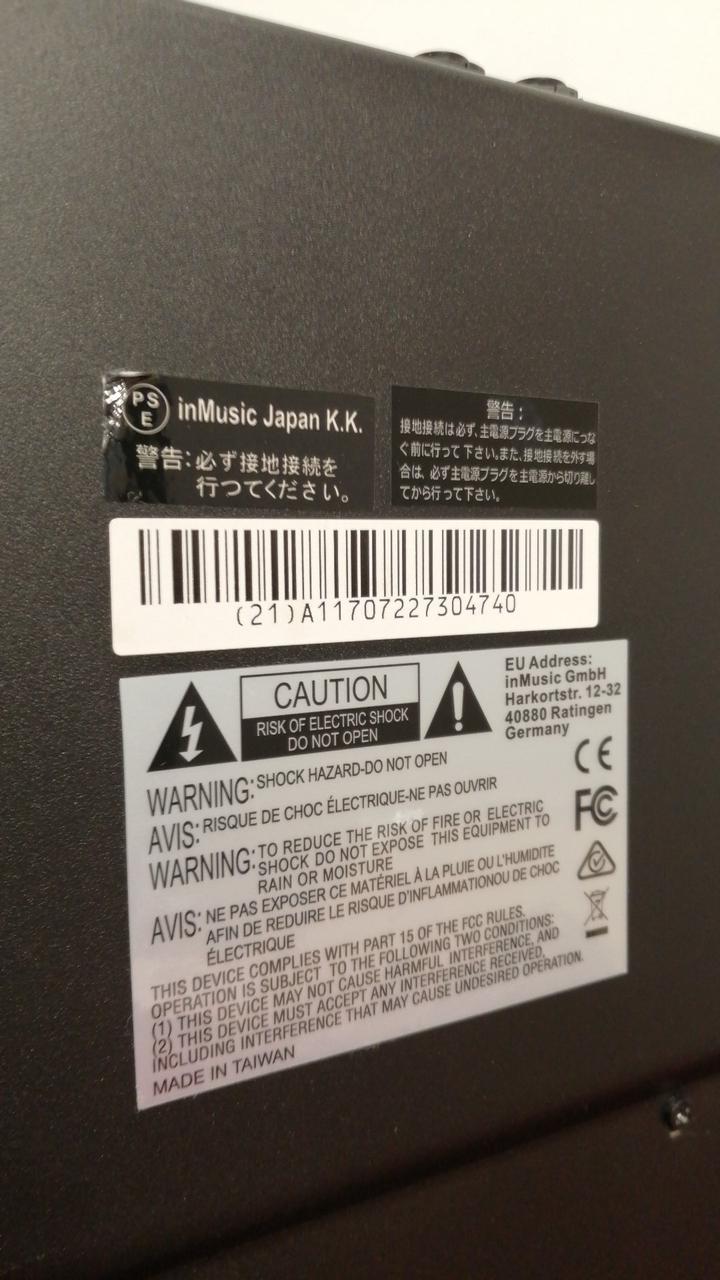 PS
E
inMusic Japan K.K.
警告:必ず接地接続を
行つてください。
警告:
接地接続は必ず、主電源プラグを主電源につな
ぐ前に行って下さい。また、接地接続を外す場
合は、必ず主電源プラグを主電源から切り離し
てから行って下さい。
(21)A11707227304740
CAUTION
RISK OF ELECTRIC SHOCK
DO NOT OPEN
EU Address:
inMusic GmbH
Harkortstr. 12-32
40880 Ratingen
Germany
CE
FC
WARNING: SHOCK HAZARD-DO NOT OPEN
AVIS: RISQUE DE CHOC ÉLECTRIQUE-NE PAS OUVRIR
WARNING: TO REDUCE THE RISK OF FIRE OR ELECTRIC
SHOCK DO NOT EXPOSE THIS EQUIPMENT TO
RAIN OR MOISTURE
AVIS: NE PAS EXPOSER CE MATÉRIEL À LA PLUIE OU L'HUMIDITE
AFIN DE REDUIRE LE RISQUE D'INFLAMMATIONOU DE CHOC
ÉLECTRIQUE
THIS DEVICE COMPLIES WITH PART 15 OF THE FCC RULES.
OPERATION IS SUBJECT TO THE FOLLOWING TWO CONDITIONS:
(1) THIS DEVICE MAY NOT CAUSE HARMFUL INTERFERENCE, AND
(2) THIS DEVICE MUST ACCEPT ANY INTERFERENCE RECEIVED,
INCLUDING INTERFERENCE THAT MAY CAUSE UNDESIRED OPERATION.
MADE IN TAIWAN